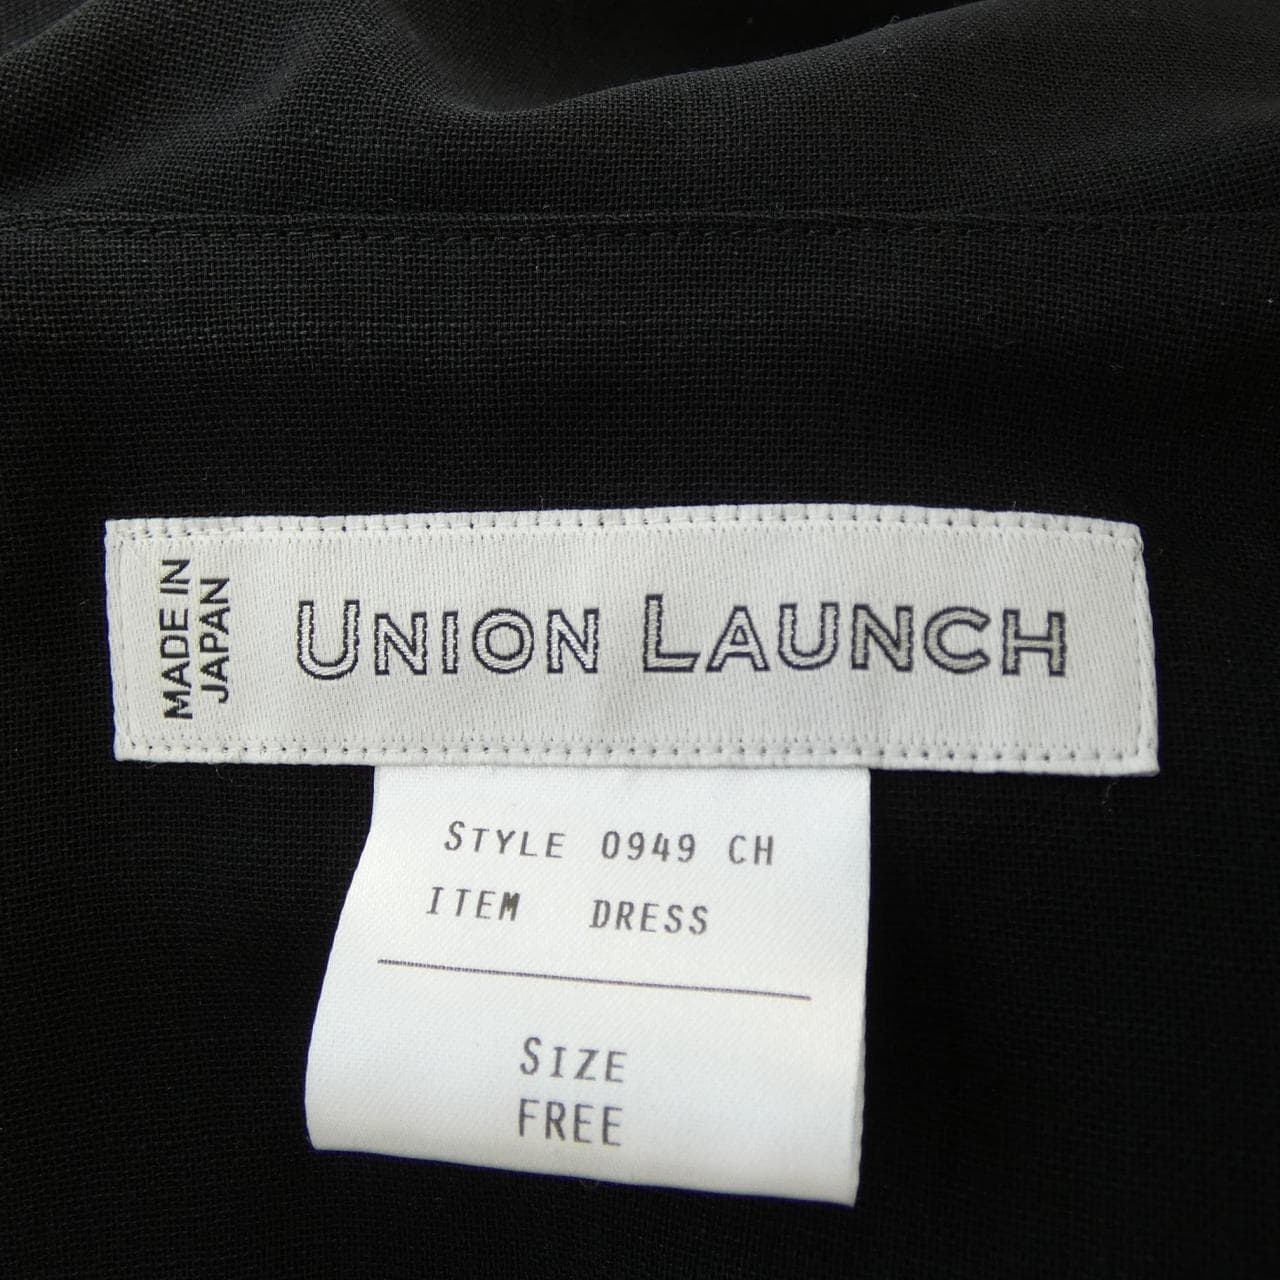 MADE IN
JAPAN
UNION LAUNCH
STYLE 0949 CH
ITEM DRESS
SIZE
FREE